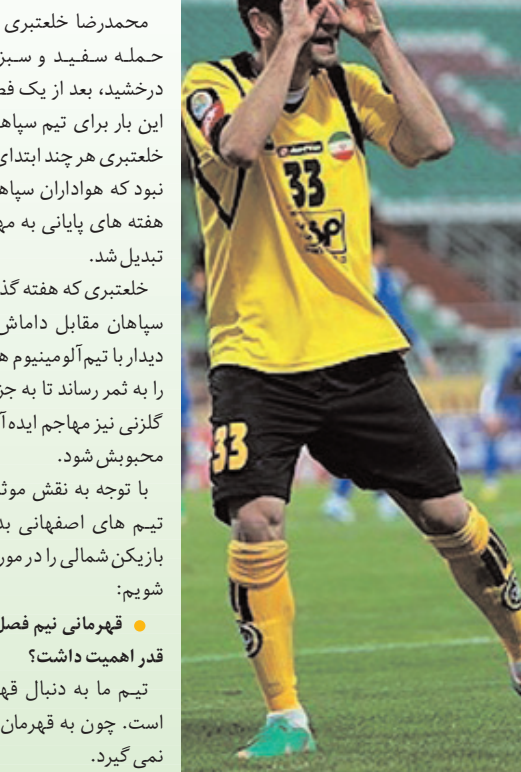 محمدرضا خلعتبری
حمله سفید و سبز
درخشید، بعد از یک فص
این بار برای تیم سپاه
خلعتبری هر چند ابتدای
نبود که هواداران سپاه
هفته های پایانی به مه
تبدیل شد.
خلعتبری که هفته گذ
سپاهان مقابل داماش
دیدار با تیم آلومینیوم ه
را به ثمر رساند تا به جز
گلزنی نیز مهاجم ایده آ
محبوبش شود.
با توجه به نقش موث
تیم های اصفهانی بد
بازیکن شمالی را در مور
شویم:
● قهرمانی نیم فصل
قدر اهمیت داشت؟
تیم ما به دنبال قه
است. چون به قهرمان
نمی گیرد.
33
33